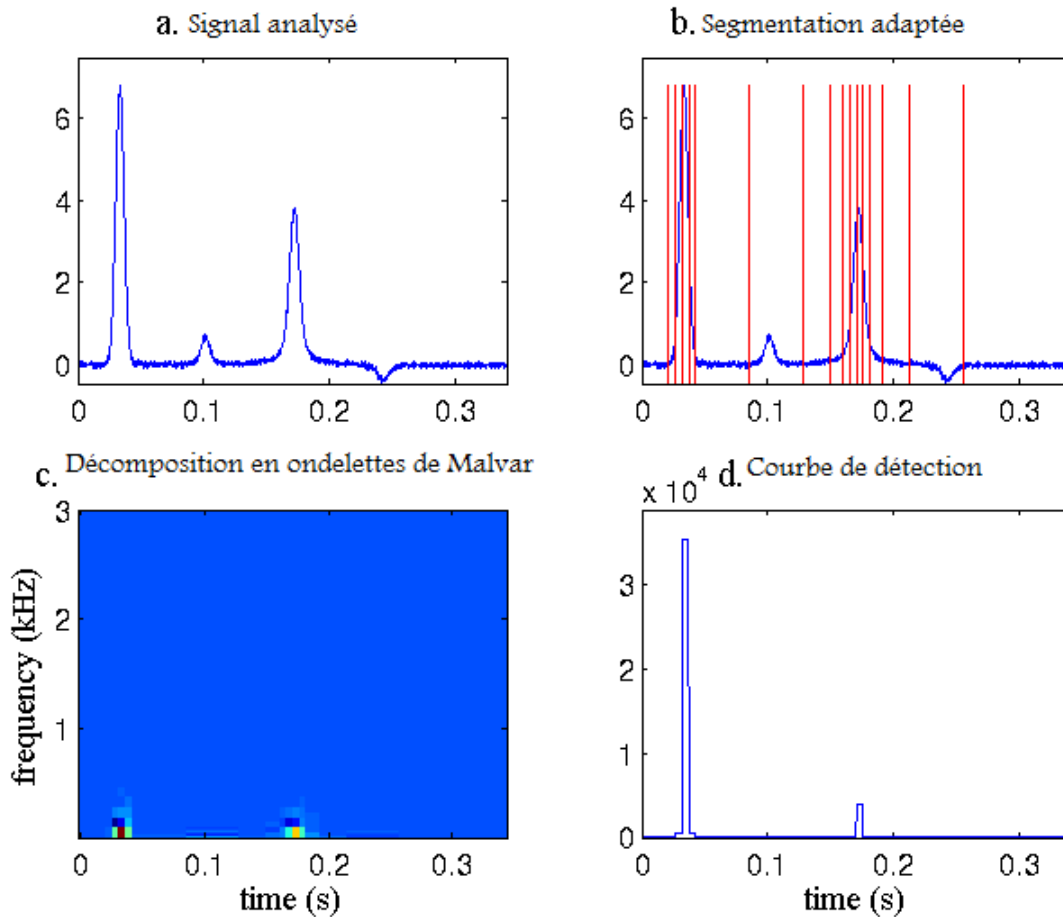 a. Signal analysé
6
4
2
0
0 0.1 0.2 0.3
b. Segmentation adaptée
6
4
2
0
0 0.1 0.2 0.3
c. Décomposition en ondelettes de Malvar
3
2
1
frequency (kHz)
0 0.1 0.2 0.3
time (s)
d. Courbe de détection
x 10^4
3
2
1
0
0 0.1 0.2 0.3
time (s)